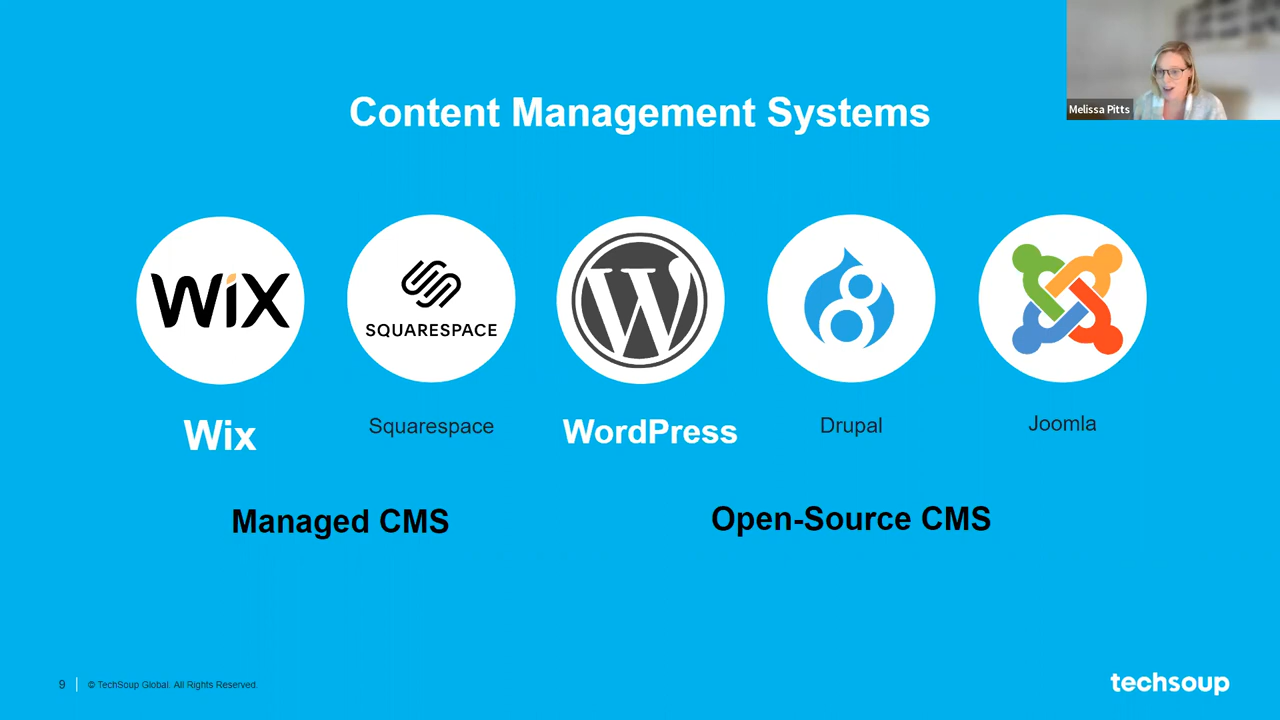 Melissa Pitts
Content Management Systems
WiX
SQUARESPACE
W
8
Wix
Squarespace
WordPress
Drupal
Joomla
Managed CMS
Open-Source CMS
9
© TechSoup Global. All Rights Reserved.
techsoup